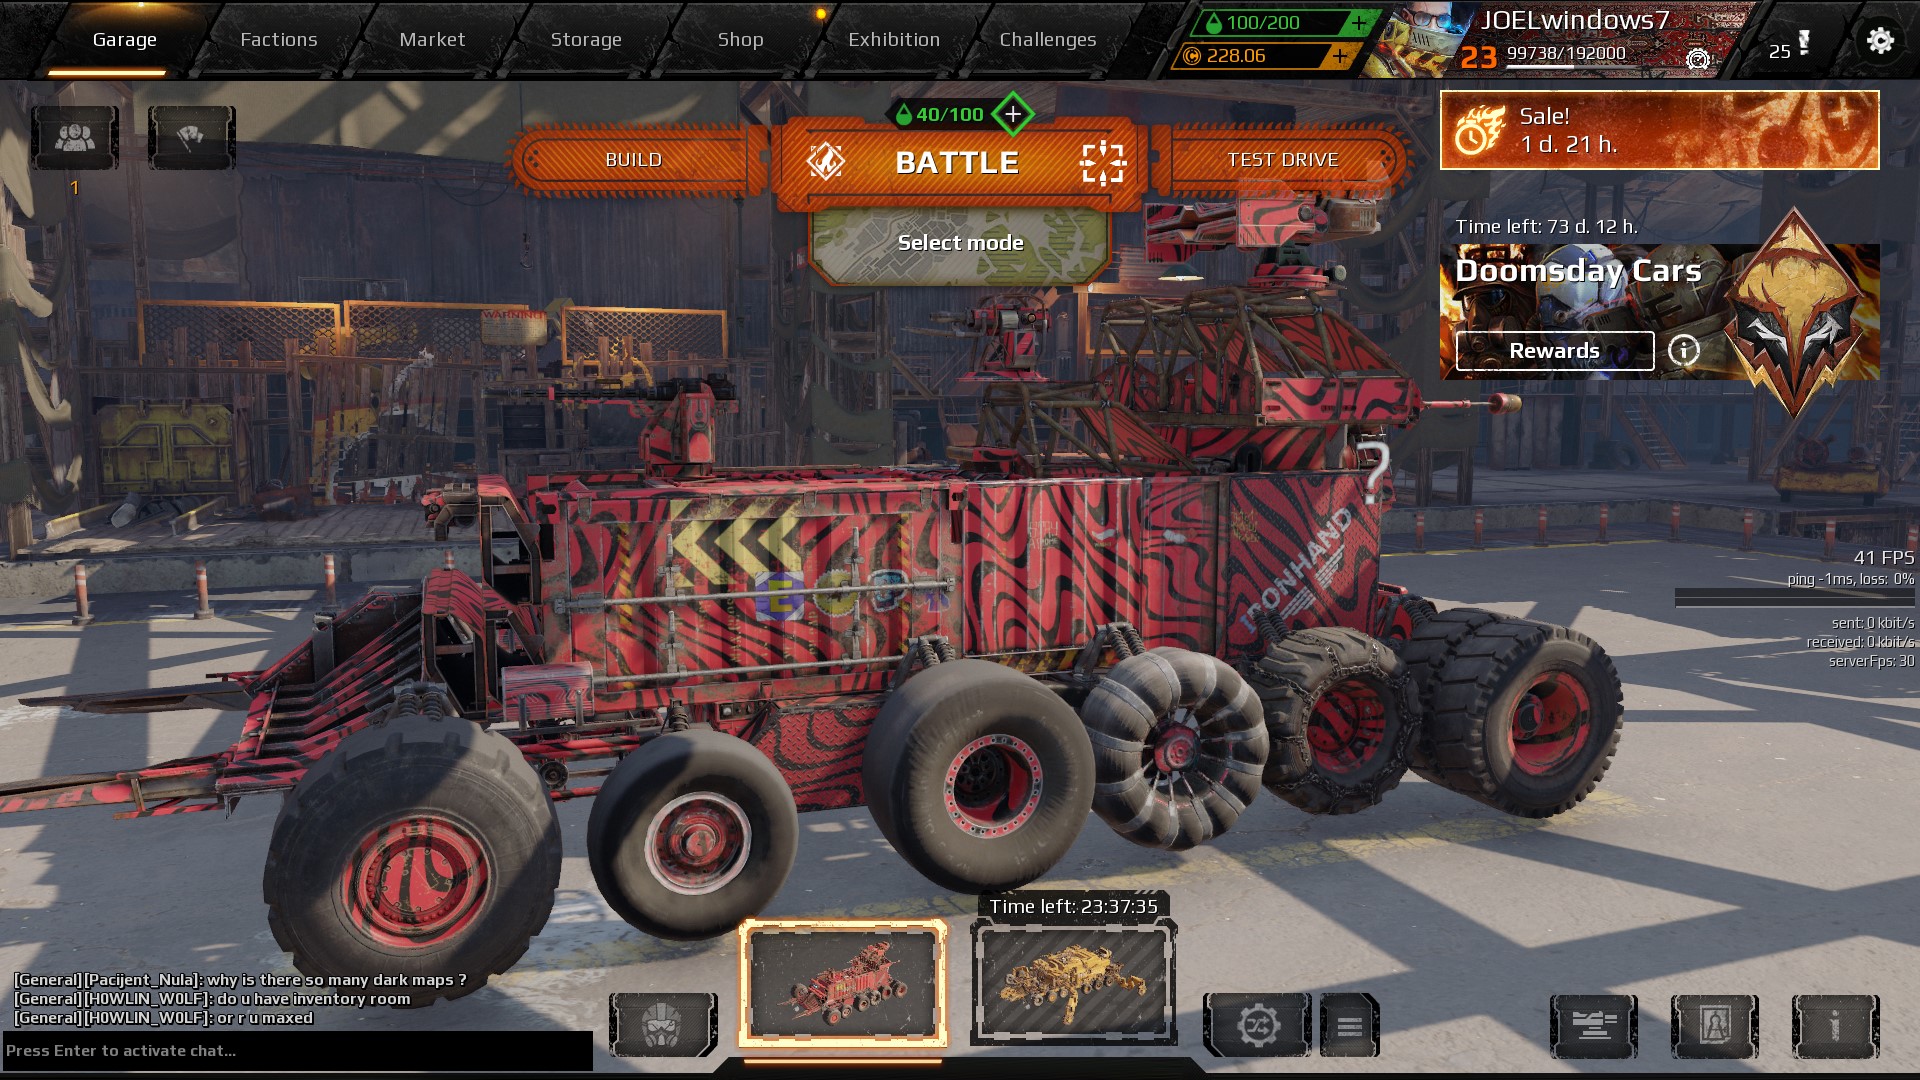 Garage
Factions
Market
Storage
Shop
Exhibition
Challenges
100/200
228.06
JOELwindows7
23 99738/192000
25
1
40/100
BUILD
BATTLE
TEST DRIVE
Select mode
Sale!
1 d. 21 h.
Time left: 73 d. 12 h.
Doomsday Cars
Rewards
WARNING!
?
IRONHAND
E
41 FPS
ping -1ms, loss: 0%
sent: 0 kbit/s
received: 0 kbit/s
serverFps: 30
Time left: 23:37:35
[General][Pacijent_Nula]: why is there so many dark maps ?
[General][H0WLIN_W0LF]: do u have inventory room
[General][H0WLIN_W0LF]: or r u maxed
Press Enter to activate chat...